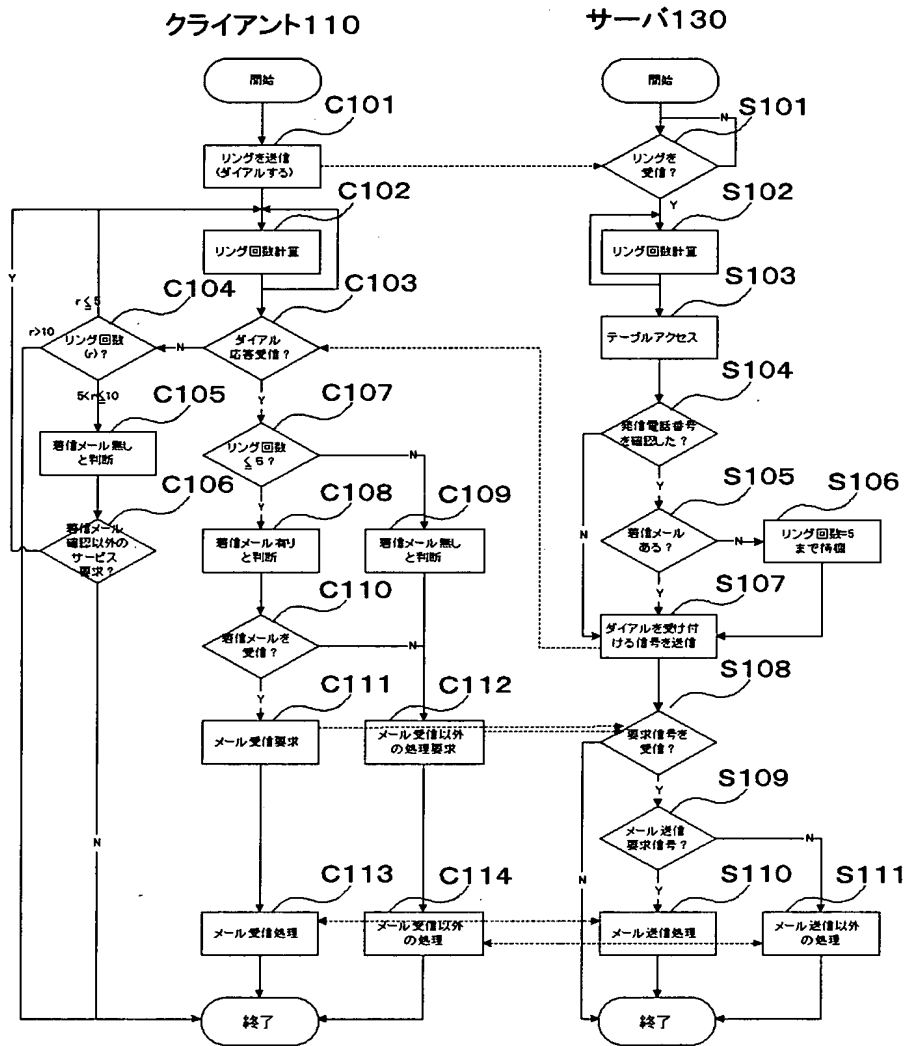 クライアント110
サーバ130
開始
開始
C101
S101
リングを送信
(ダイアルする)
リングを
受信?
N
C102
Y
S102
リング回数計算
リング回数計算
Y
C103
S103
r≦5
C104
r>10
リング回数
(r)?
N
ダイアル
応答受信?
テーブルアクセス
S104
5<r≦10
C105
Y
C107
発信電話番号
を確認した?
着信メール無し
と判断
リング回数
≦5?
N
Y
S105
S106
C106
Y
C108
C109
着信メール
確認以外の
サービス
要求?
着信メール有り
と判断
着信メール無し
と判断
N
着信メール
ある?
N
リング回数=5
まで待機
C110
Y
S107
着信メールを
受信?
N
ダイアルを受け付
ける信号を送信
Y
C111
C112
S108
メール受信要求
メール受信以外
の処理要求
要求信号を
受信?
Y
S109
N
N
メール送信
要求信号?
N
C113
C114
Y
S110
S111
メール受信処理
メール受信以外
の処理
メール送信処理
メール送信以外
の処理
終了
終了